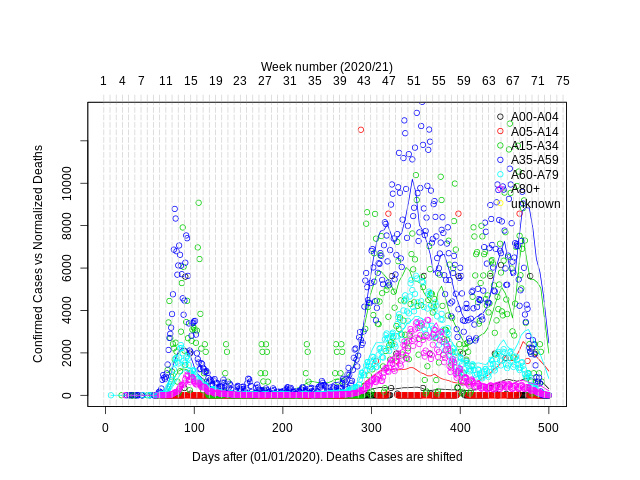 Week number (2020/21)
1 4 7 11 15 19 23 27 31 35 39 43 47 51 55 59 63 67 71 75
Confirmed Cases vs Normalized Deaths
0 2000 4000 6000 8000 10000
A00-A04
A05-A14
A15-A34
A35-A59
A60-A79
A80+
unknown
0 100 200 300 400 500
Days after (01/01/2020). Deaths Cases are shifted